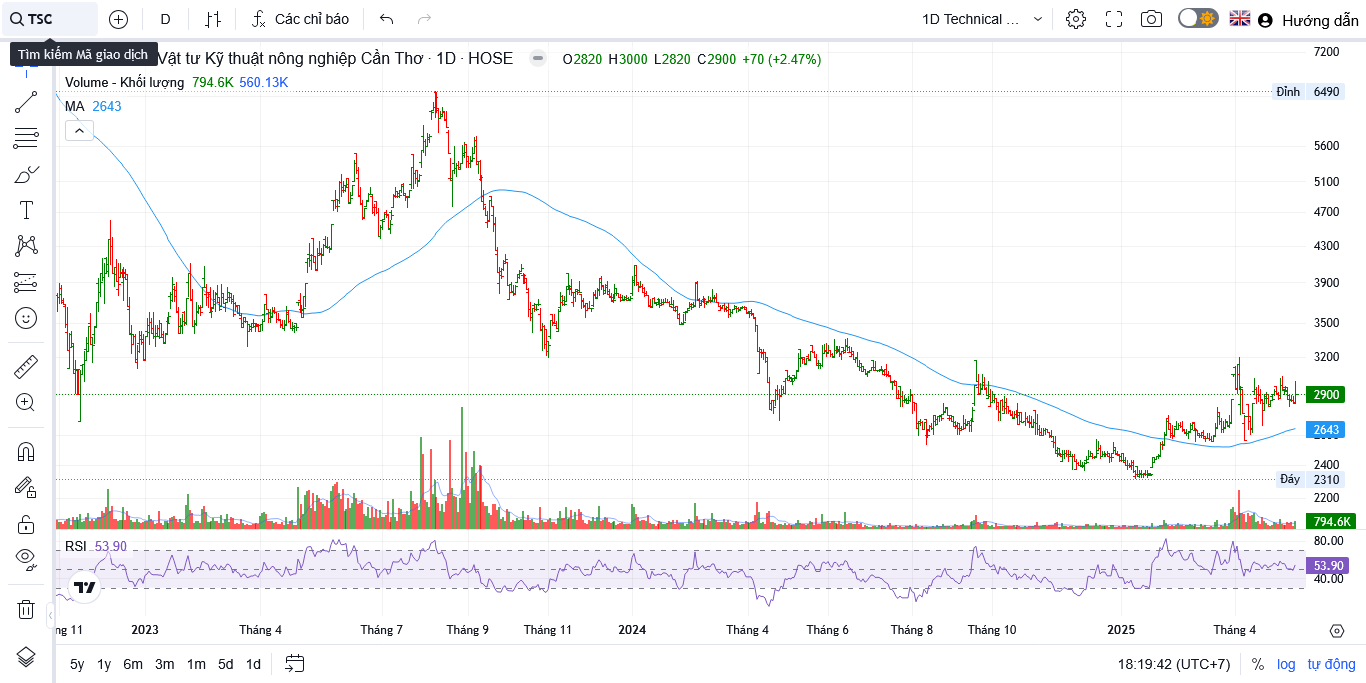 TSC
D
Các chỉ báo
1D Technical ...
Hướng dẫn
Tìm kiếm Mã giao dịch
Vật tư Kỹ thuật nông nghiệp Cần Thơ · 1D · HOSE
O2820 H3000 L2820 C2900 +70 (+2.47%)
Volume - Khối lượng 794.6K 560.13K
MA 2643
7200
Đỉnh 6490
5600
5100
4700
4300
3900
3500
3200
2900
2643
2400
Đáy 2310
2200
794.6K
RSI 53.90
80.00
53.90
40.00
ng 11 2023 Tháng 4 Tháng 7 Tháng 9 Tháng 11 2024 Tháng 4 Tháng 6 Tháng 8 Tháng 10 2025 Tháng 4
5y 1y 6m 3m 1m 5d 1d
18:19:42 (UTC+7) % log tự động